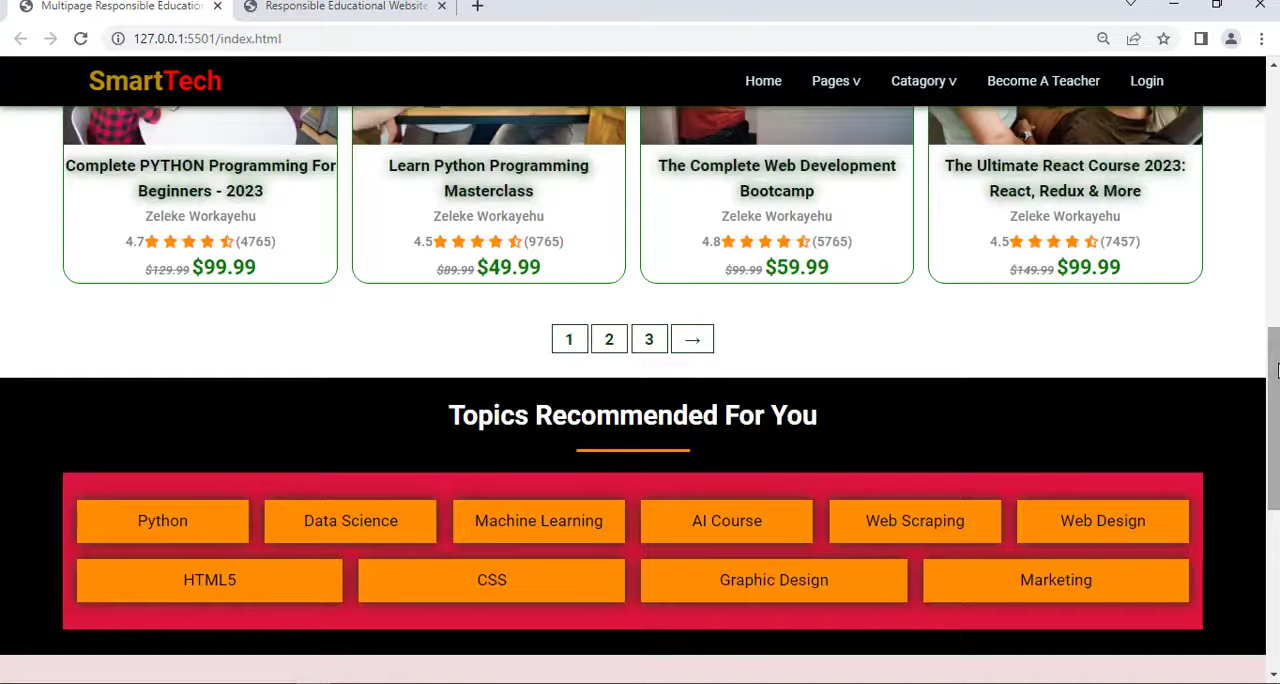 Multipage Responsible Educatio
Responsible Educational Website
127.0.0.1:5501/index.html
SmartTech
Home Pages v Catagory v Become A Teacher Login
Complete PYTHON Programming For
Beginners - 2023
Zeleke Workayehu
4.7 (4765)
$129.99 $99.99
Learn Python Programming
Masterclass
Zeleke Workayehu
4.5 (9765)
$89.99 $49.99
The Complete Web Development
Bootcamp
Zeleke Workayehu
4.8 (5765)
$99.99 $59.99
The Ultimate React Course 2023:
React, Redux & More
Zeleke Workayehu
4.5 (7457)
$149.99 $99.99
1 2 3 →
Topics Recommended For You
Python Data Science Machine Learning AI Course Web Scraping Web Design
HTML5 CSS Graphic Design Marketing